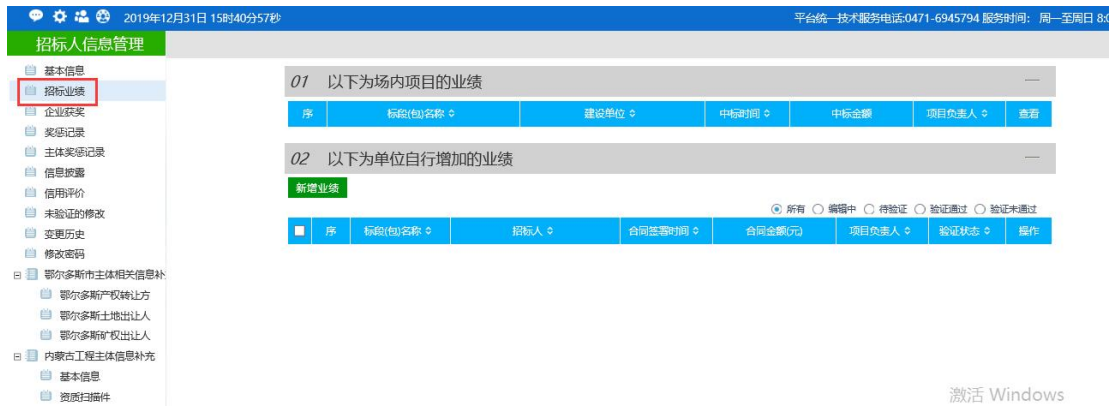 2019年12月31日 15时40分57秒 平台统一技术服务电话:0471-6945794 服务时间： 周一至周日 8:0
招标人信息管理
基本信息
招标业绩
企业获奖
奖惩记录
主体奖惩记录
信息披露
信用评价
未验证的修改
变更历史
修改密码
鄂尔多斯市主体相关信息补
鄂尔多斯产权转让方
鄂尔多斯土地出让人
鄂尔多斯矿权出让人
内蒙古工程主体信息补充
基本信息
资质扫描件
01 以下为场内项目的业绩
序 标段(包)名称 建设单位 中标时间 中标金额 项目负责人 查看
02 以下为单位自行增加的业绩
新增业绩
所有 编辑中 待验证 验证通过 验证未通过
序 标段(包)名称 招标人 合同签署时间 合同金额(元) 项目负责人 验证状态 操作
激活 Windows